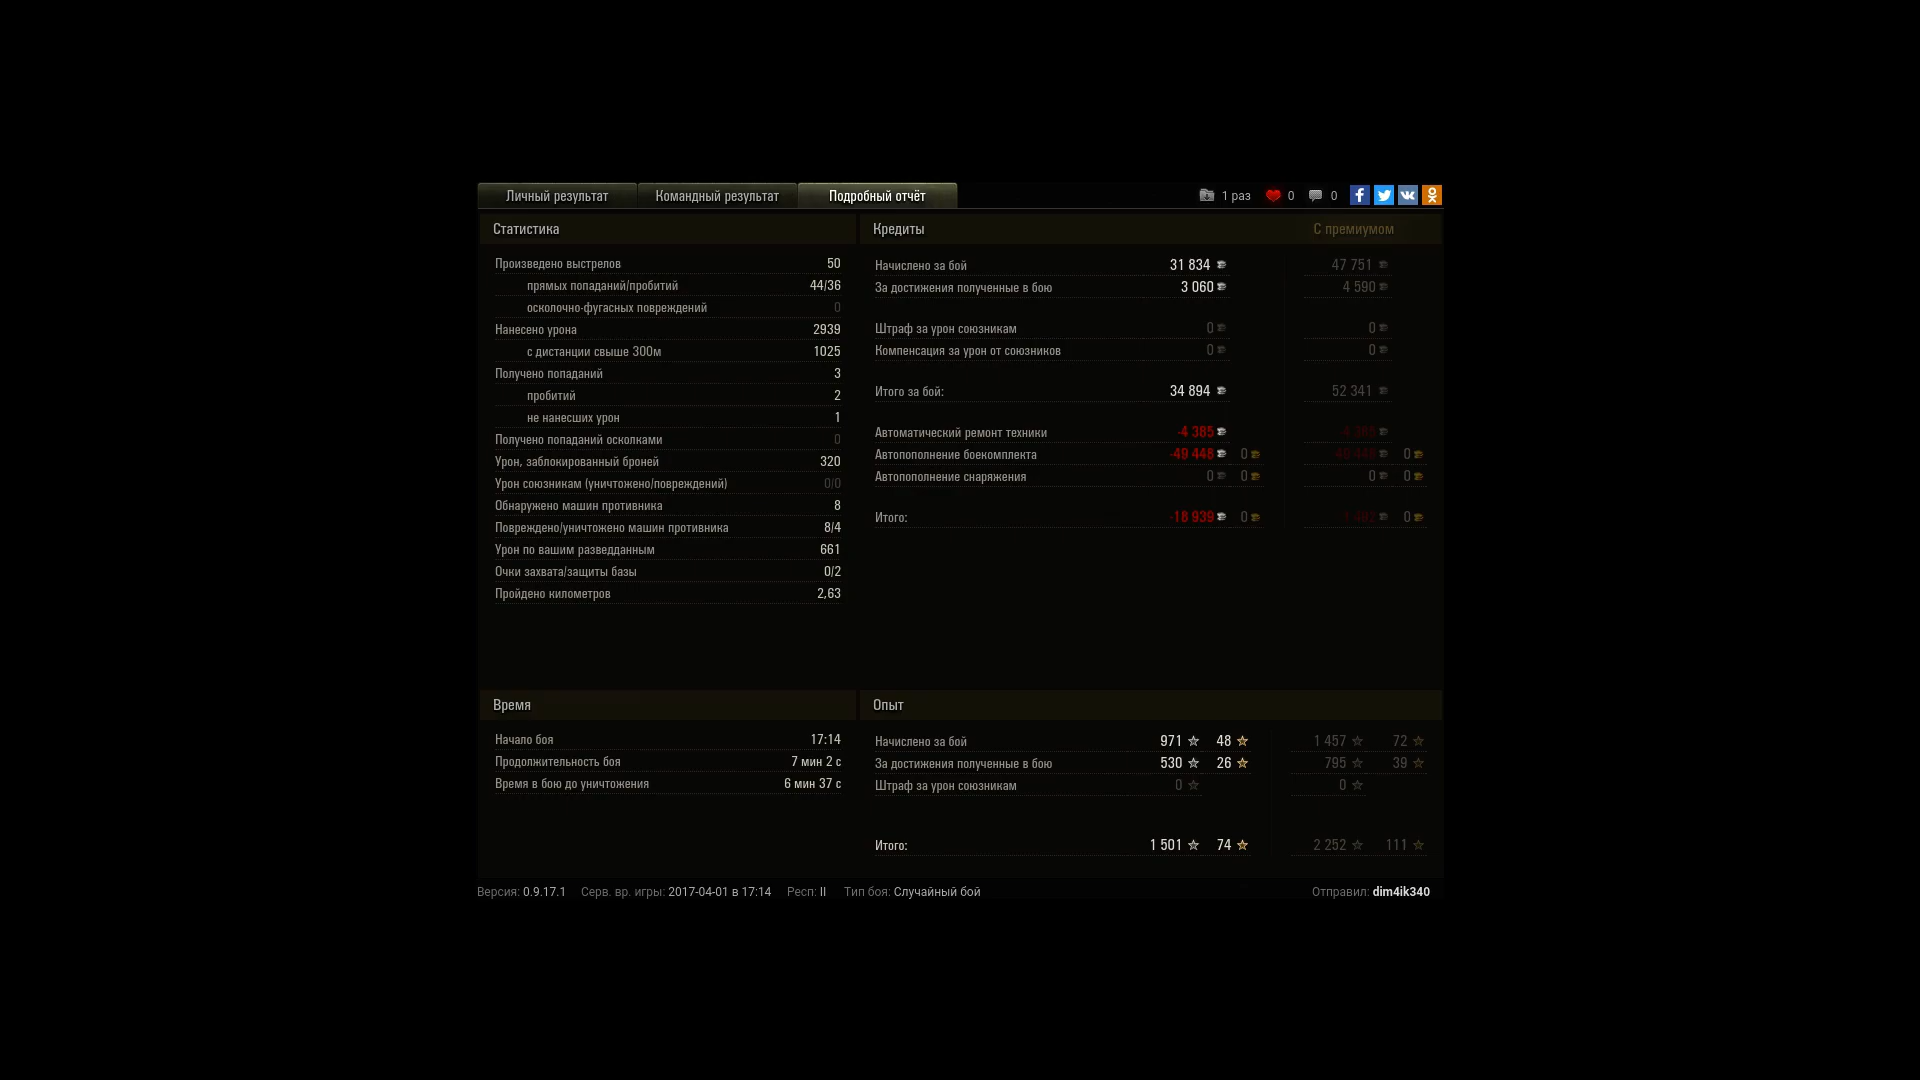 Личный результат Командный результат Подробный отчёт 1 раз 0 0
Статистика
Произведено выстрелов 50
прямых попаданий/пробитий 44/36
осколочно-фугасных повреждений 0
Нанесено урона 2939
с дистанции свыше 300м 1025
Получено попаданий 3
пробитий 2
не нанесших урон 1
Получено попаданий осколками 0
Урон, заблокированный броней 320
Урон союзникам (уничтожено/повреждений) 0/0
Обнаружено машин противника 8
Повреждено/уничтожено машин противника 8/4
Урон по вашим разведданным 661
Очки захвата/защиты базы 0/2
Пройдено километров 2,63
Кредиты С премиумом
Начислено за бой 31 834 47 751
За достижения полученные в бою 3 060 4 590
Штраф за урон союзникам 0 0
Компенсация за урон от союзников 0 0
Итого за бой: 34 894 52 341
Автоматический ремонт техники -4 385 -4 385
Автопополнение боекомплекта -49 448 0 -49 448 0
Автопополнение снаряжения 0 0 0 0
Итого: -18 939 0 0
Время
Начало боя 17:14
Продолжительность боя 7 мин 2 с
Время в бою до уничтожения 6 мин 37 с
Опыт
Начислено за бой 971 48 1 457 72
За достижения полученные в бою 530 26 795 39
Штраф за урон союзникам 0 0
Итого: 1 501 74 2 252 111
Версия: 0.9.17.1 Серв. вр. игры: 2017-04-01 в 17:14 Респ: II Тип боя: Случайный бой Отправил: dim4ik340